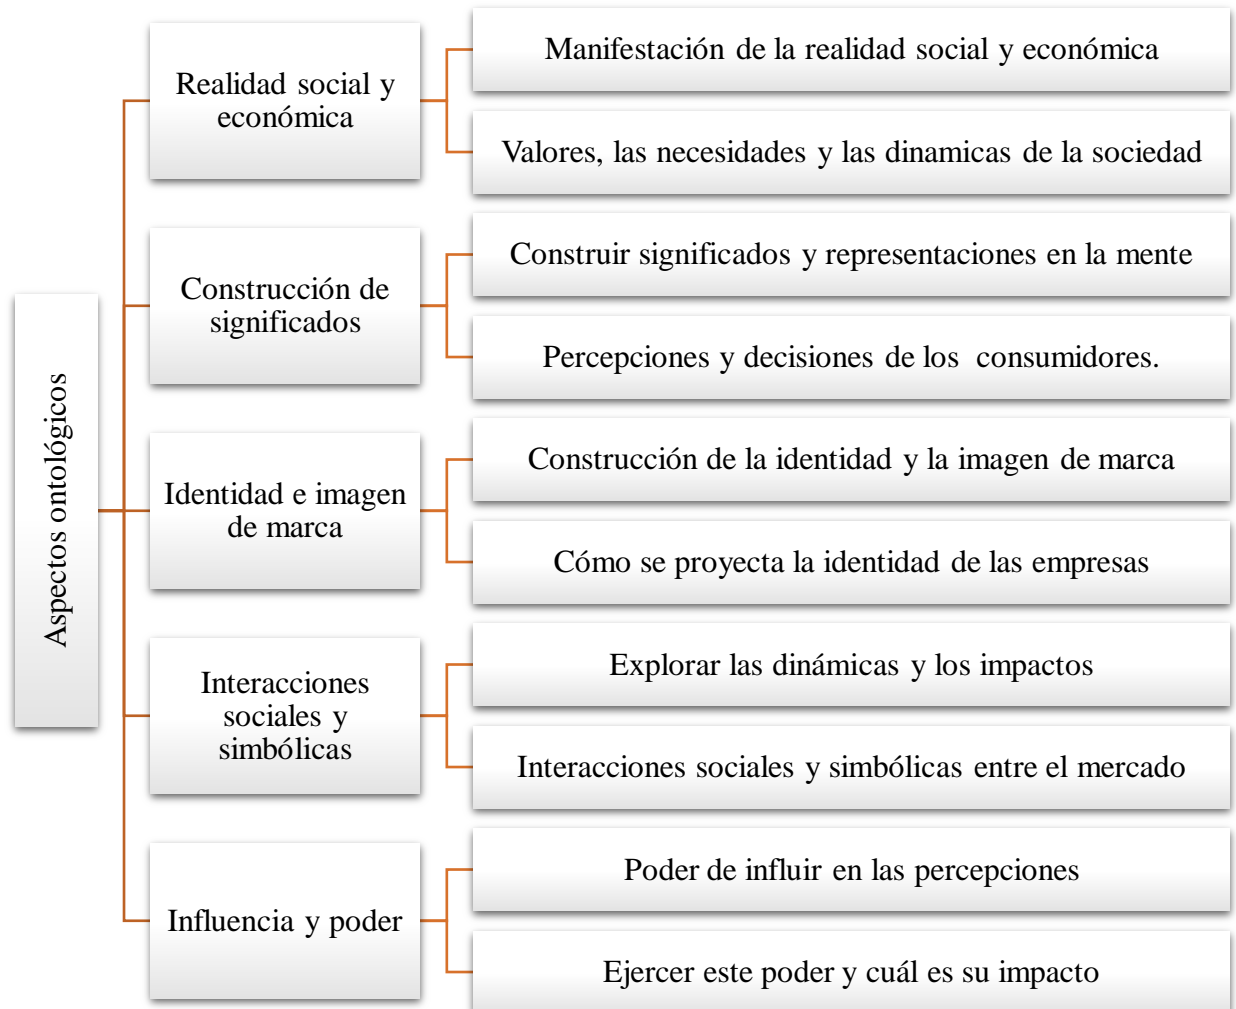 Aspectos ontológicos
Realidad social y
económica
Manifestación de la realidad social y económica
Valores, las necesidades y las dinamicas de la sociedad
Construcción de
significados
Construir significados y representaciones en la mente
Percepciones y decisiones de los consumidores.
Identidad e imagen
de marca
Construcción de la identidad y la imagen de marca
Cómo se proyecta la identidad de las empresas
Interacciones
sociales y
simbólicas
Explorar las dinámicas y los impactos
Interacciones sociales y simbólicas entre el mercado
Influencia y poder
Poder de influir en las percepciones
Ejercer este poder y cuál es su impacto